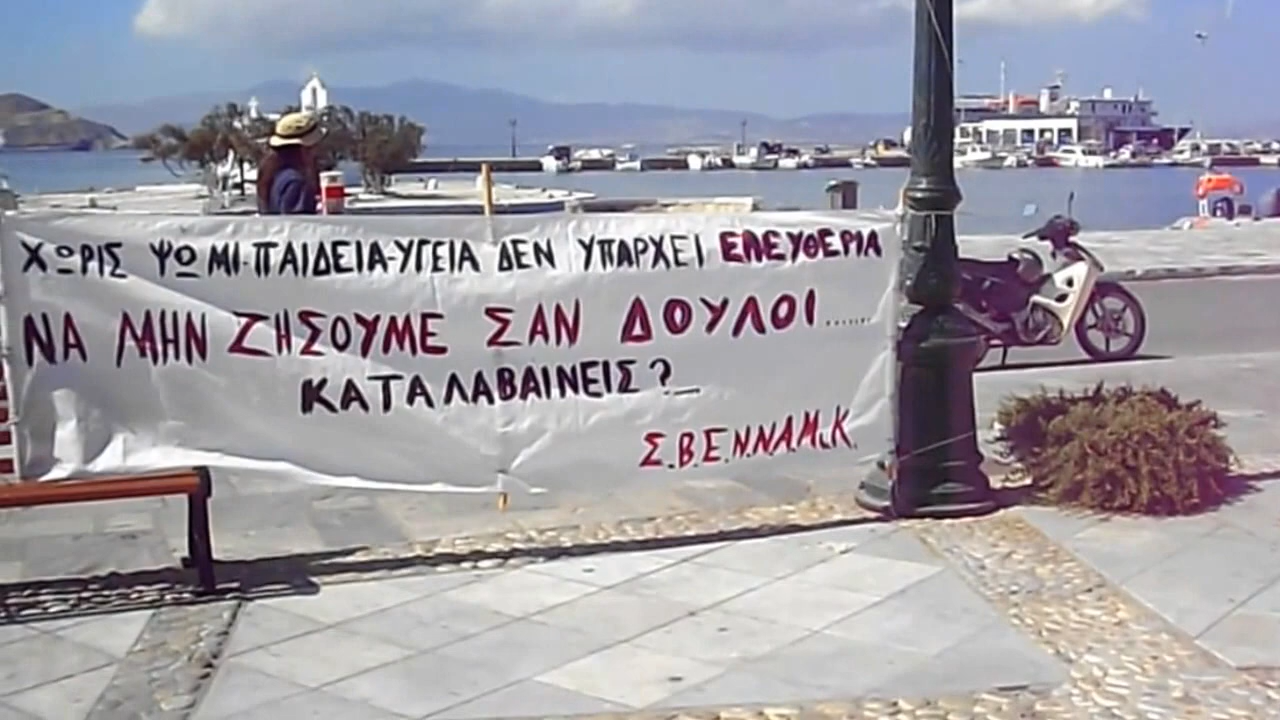 ΧΩΡΙΣ ΨΩΜΙ-ΠΑΙΔΕΙΑ-ΥΓΕΙΑ ΔΕΝ ΥΠΑΡΧΕΙ ΕΛΕΥΘΕΡΙΑ
ΝΑ ΜΗΝ ΖΗΣΟΥΜΕ ΣΑΝ ΔΟΥΛΟΙ........
ΚΑΤΑΛΑΒΑΙΝΕΙΣ?_
Σ.Β.Ε.Ν.Ν.Α.Μ.Κ.